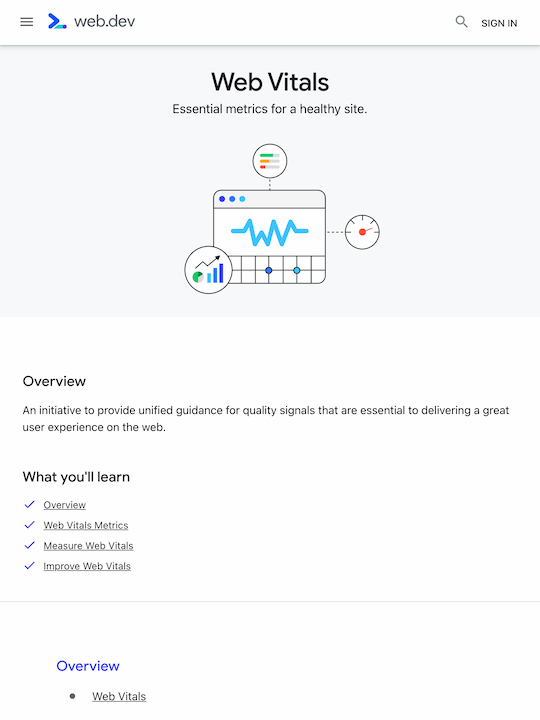 web.dev
SIGN IN
Web Vitals
Essential metrics for a healthy site.
Overview
An initiative to provide unified guidance for quality signals that are essential to delivering a great
user experience on the web.
What you'll learn
Overview
Web Vitals Metrics
Measure Web Vitals
Improve Web Vitals
Overview
Web Vitals